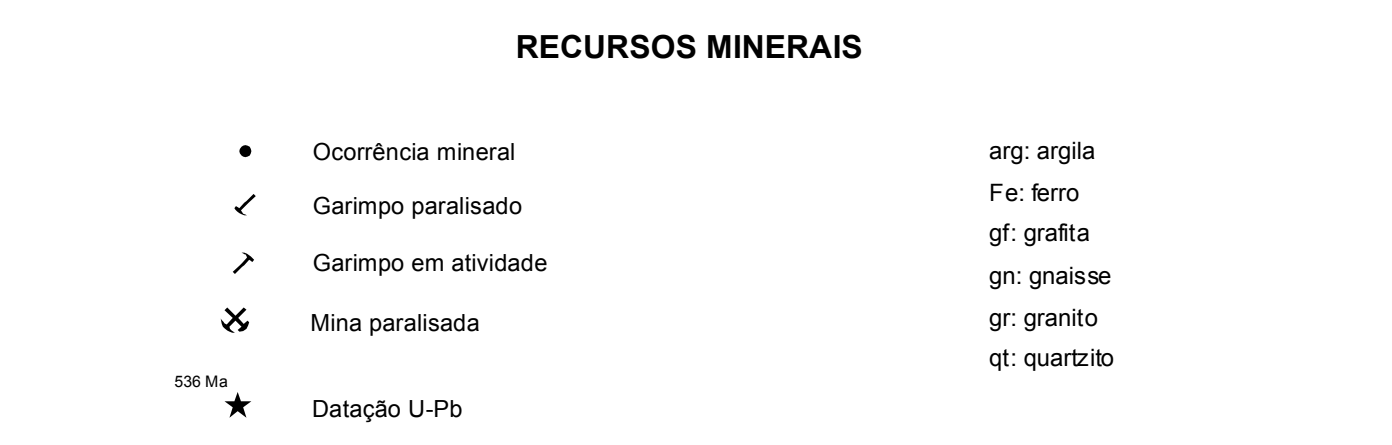 RECURSOS MINERAIS
Ocorrência mineral
Garimpo paralisado
Garimpo em atividade
Mina paralisada
536 Ma
Datação U-Pb
arg: argila
Fe: ferro
gf: grafita
gn: gnaisse
gr: granito
qt: quartzito